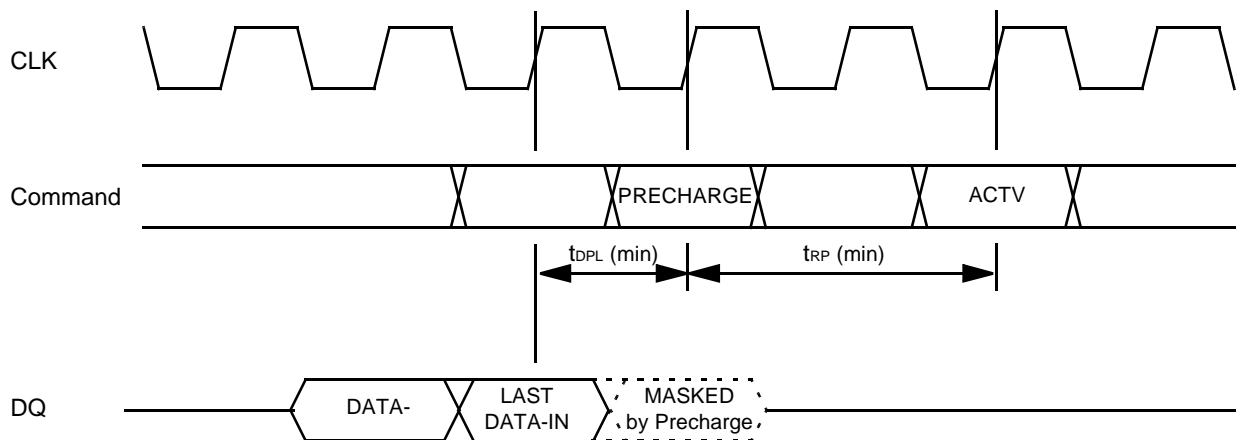 CLK
Command
PRECHARGE
ACTV
tDPL (min)
tRP (min)
DQ
DATA-
LAST
DATA-IN
MASKED
by Precharge